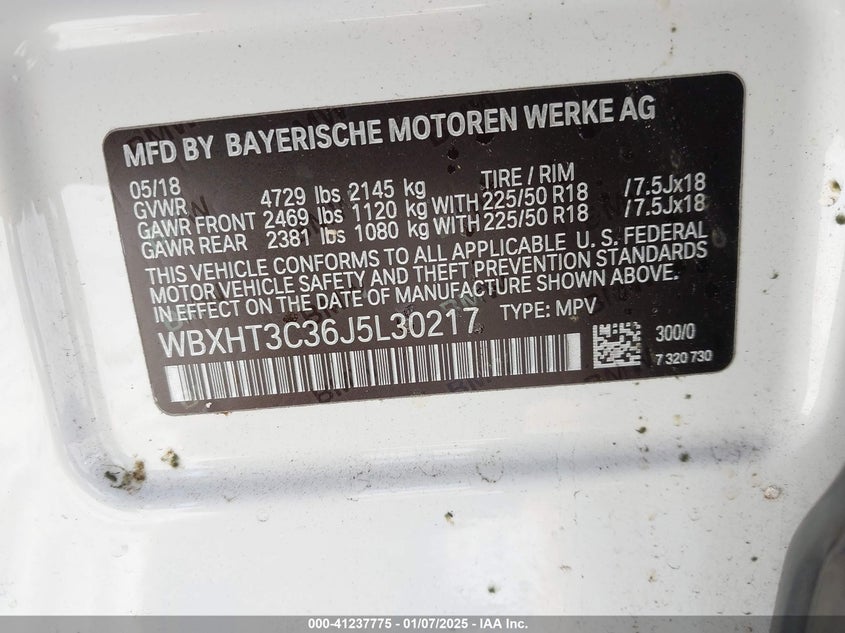 MFD BY BAYERISCHE MOTOREN WERKE AG
05/18 TIRE / RIM
GVWR 4729 lbs 2145 kg
GAWR FRONT 2469 lbs 1120 kg WITH 225/50 R18 /7.5Jx18
GAWR REAR 2381 lbs 1080 kg WITH 225/50 R18 /7.5Jx18
THIS VEHICLE CONFORMS TO ALL APPLICABLE U. S. FEDERAL
MOTOR VEHICLE SAFETY AND THEFT PREVENTION STANDARDS
IN EFFECT ON THE DATE OF MANUFACTURE SHOWN ABOVE.
WBXHT3C36J5L30217 TYPE: MPV
300/0
7 320 730
000-41237775 - 01/07/2025 - IAA Inc.